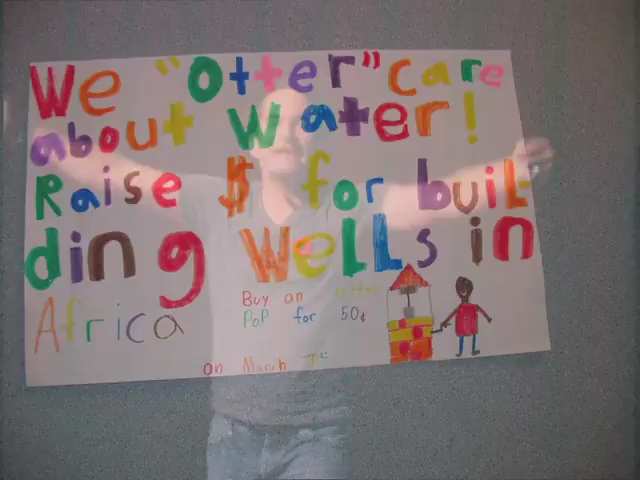 We "Otter" care
about Water!
Raise $ for buil-
ding Wells in
Africa
Buy an otter
PoP for 50¢
on March